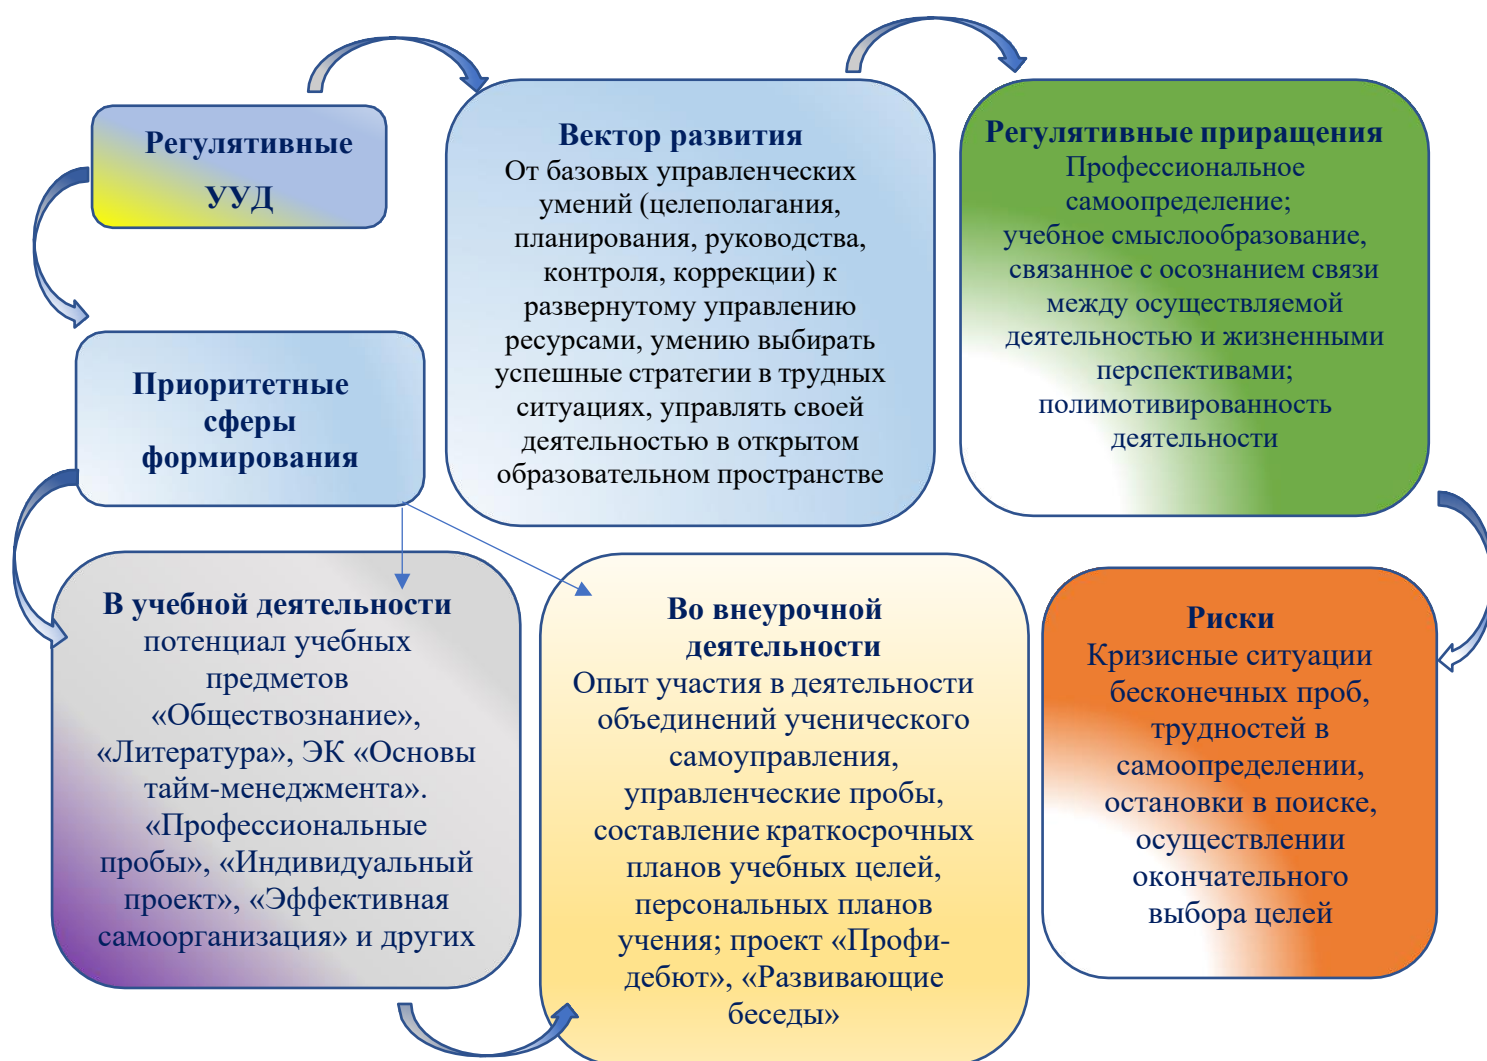 Регулятивные
УУД
Вектор развития
От базовых управленческих
умений (целеполагания,
планирования, руководства,
контроля, коррекции) к
развернутому управлению
ресурсами, умению выбирать
успешные стратегии в трудных
ситуациях, управлять своей
деятельностью в открытом
образовательном пространстве
Регулятивные приращения
Профессиональное
самоопределение;
учебное смыслообразование,
связанное с осознанием связи
между осуществляемой
деятельностью и жизненными
перспективами;
полимотивированность
деятельности
Приоритетные
сферы
формирования
В учебной деятельности
потенциал учебных
предметов
«Обществознание»,
«Литература», ЭК «Основы
тайм-менеджмента».
«Профессиональные
пробы», «Индивидуальный
проект», «Эффективная
самоорганизация» и других
Во внеурочной
деятельности
Опыт участия в деятельности
объединений ученического
самоуправления,
управленческие пробы,
составление краткосрочных
планов учебных целей,
персональных планов
учения; проект «Профи-
дебют», «Развивающие
беседы»
Риски
Кризисные ситуации
бесконечных проб,
трудностей в
самоопределении,
остановки в поиске,
осуществлении
окончательного
выбора целей